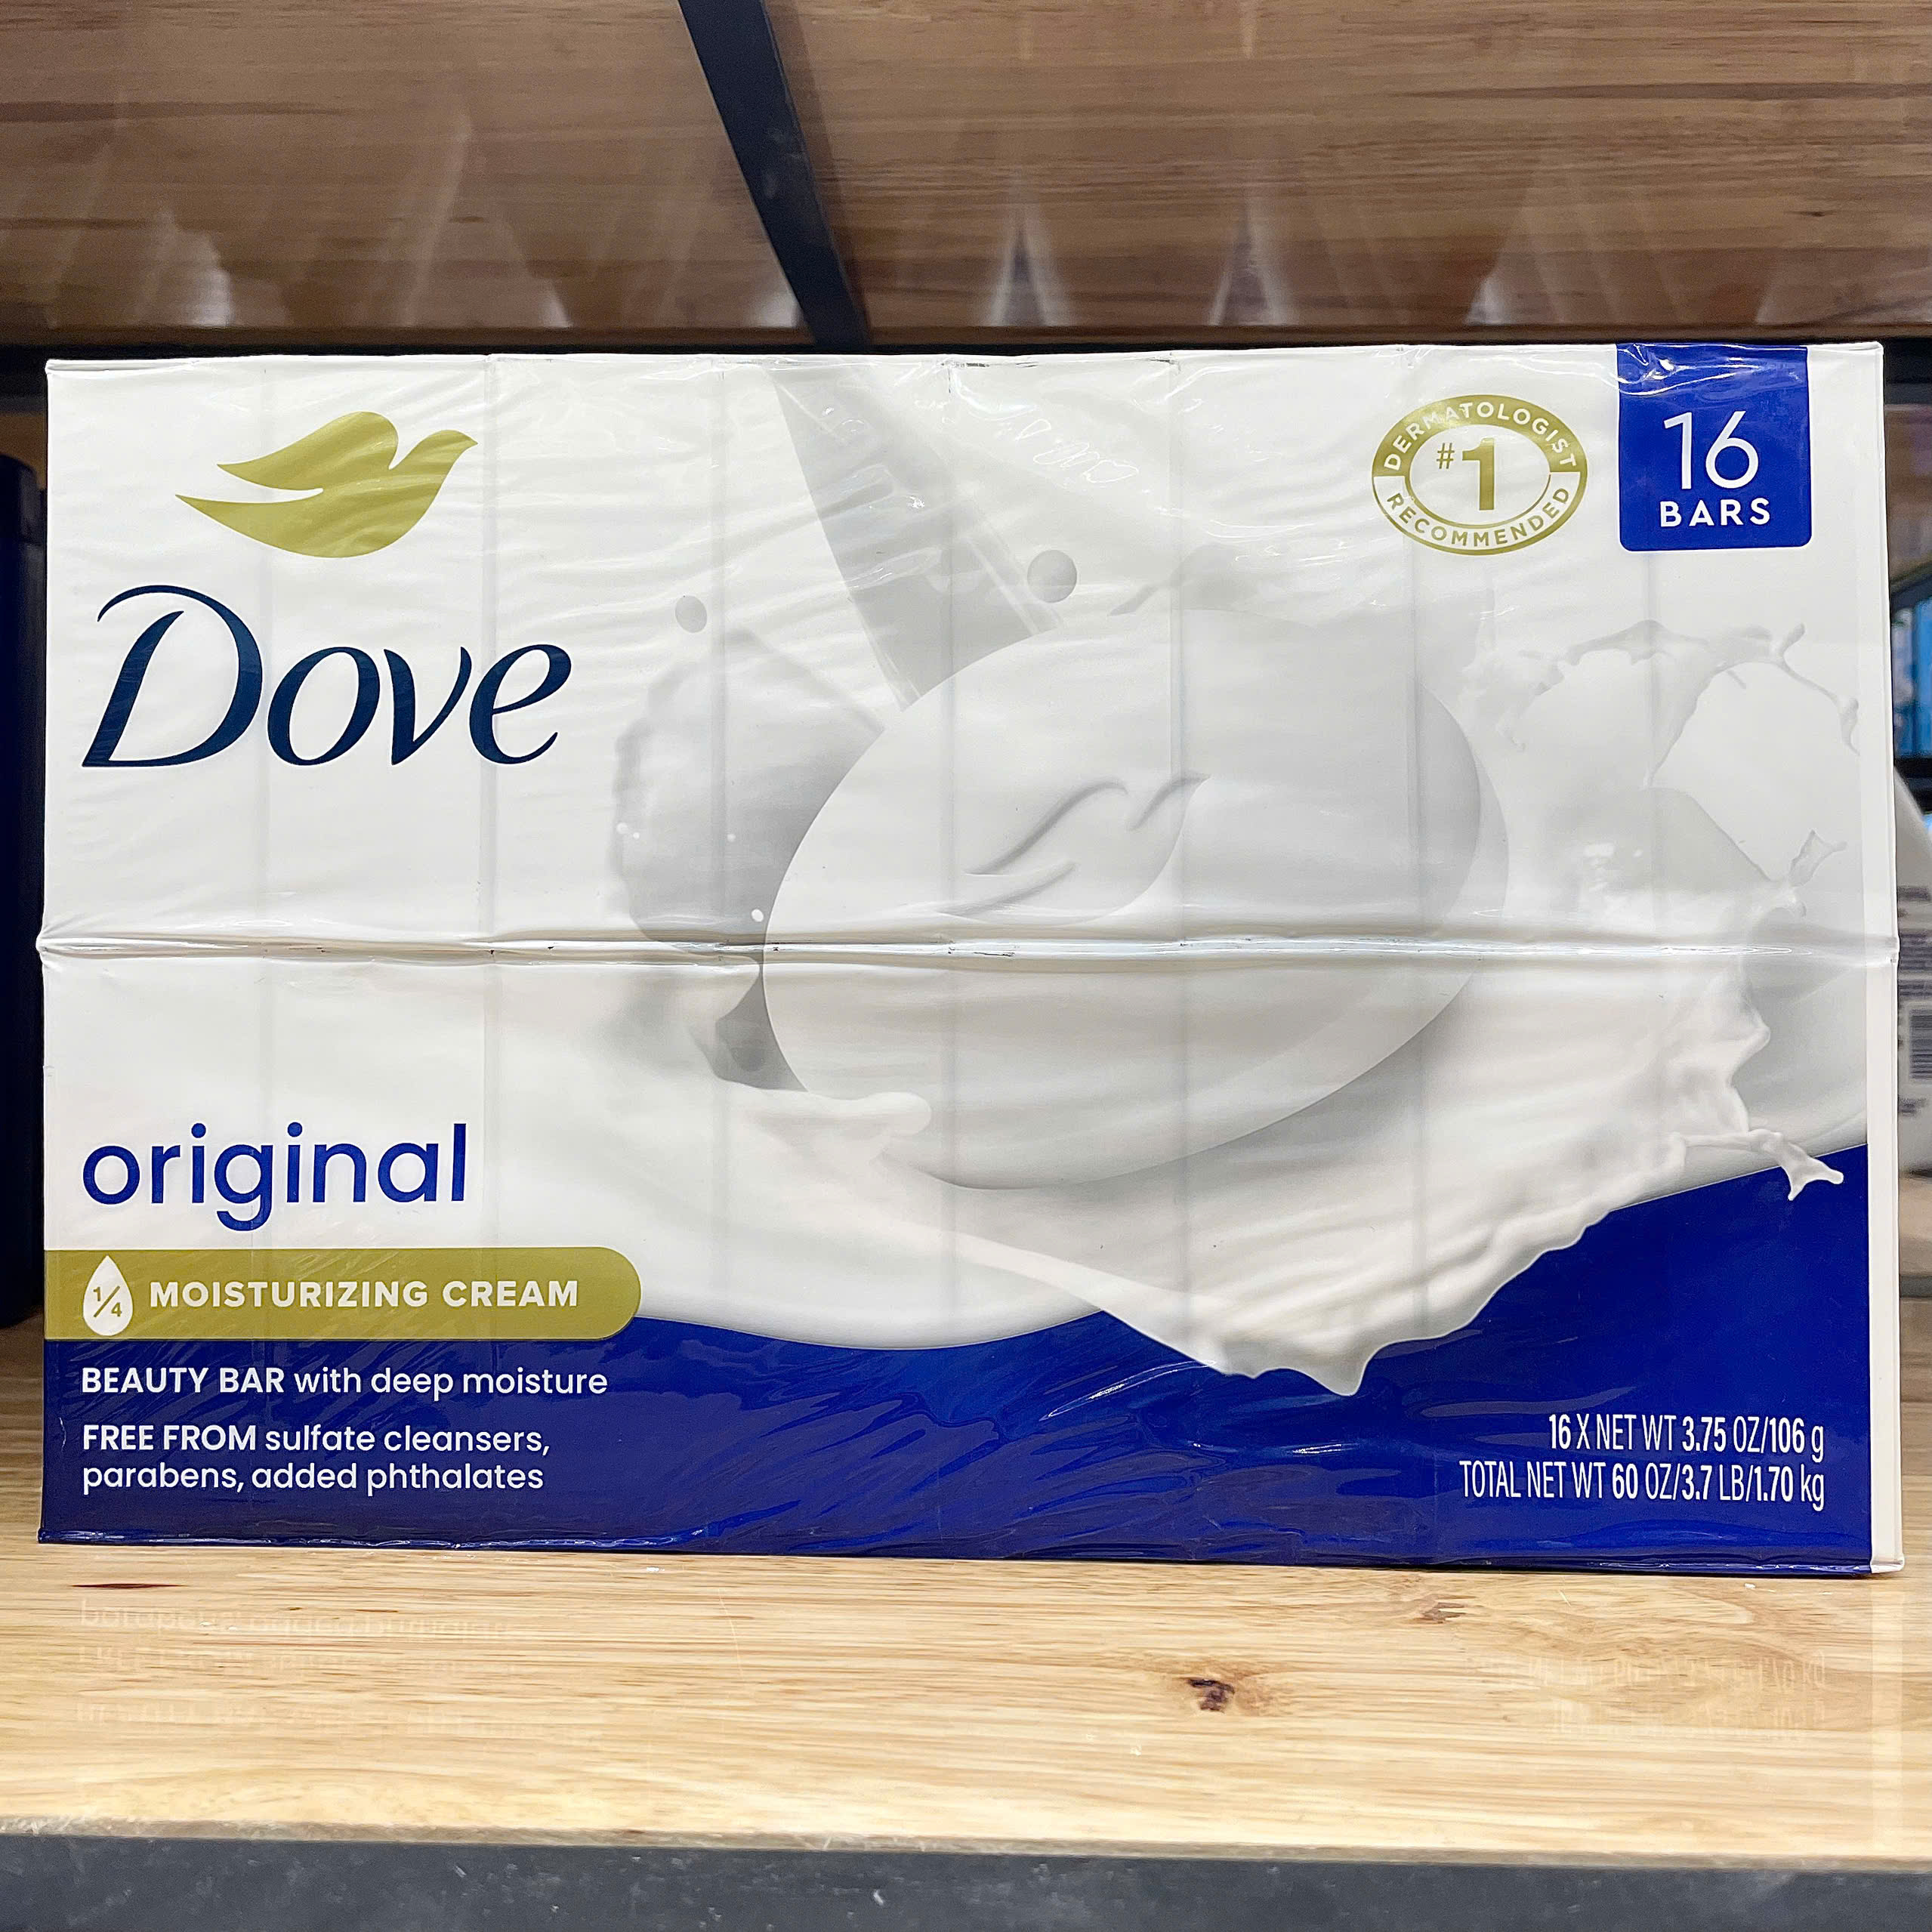 DERMATOLOGIST
#1
RECOMMENDED
16
BARS
Dove
original
1/4 MOISTURIZING CREAM
BEAUTY BAR with deep moisture
FREE FROM sulfate cleansers,
parabens, added phthalates
16 X NET WT 3.75 OZ/106 g
TOTAL NET WT 60 OZ/3.7 LB/1.70 kg